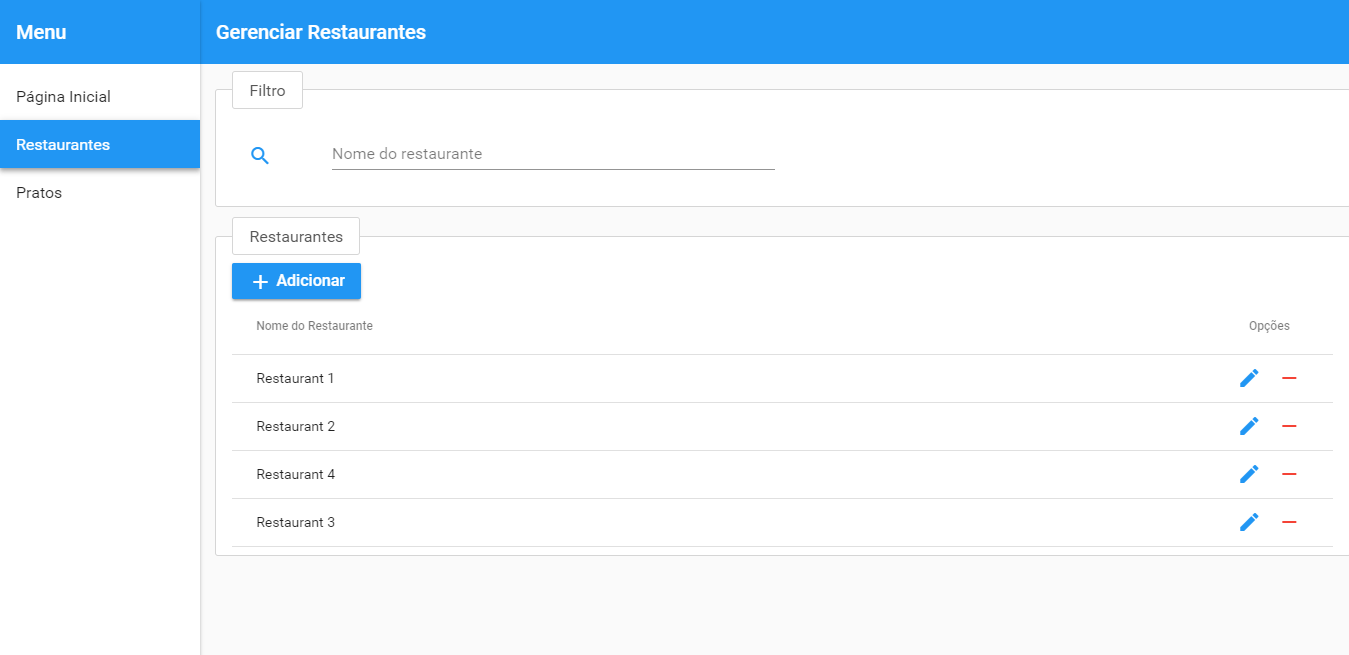 Menu
Gerenciar Restaurantes
Página Inicial
Restaurantes
Pratos
Filtro
Nome do restaurante
Restaurantes
Adicionar
Nome do Restaurante Opções
Restaurant 1
Restaurant 2
Restaurant 4
Restaurant 3